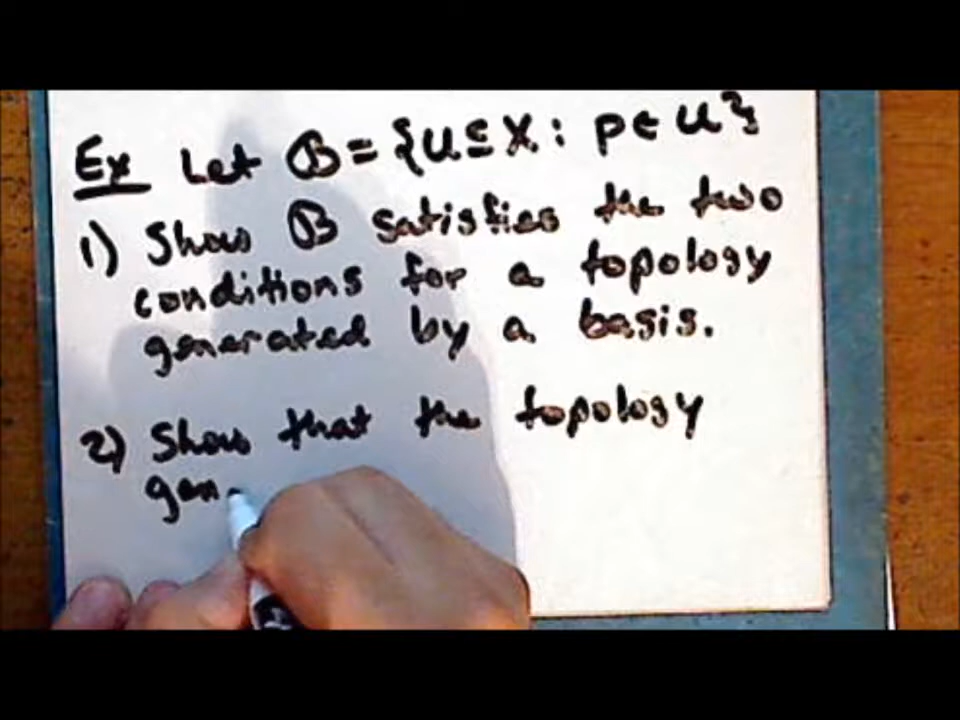 Ex Let B = {U ⊆ X : p ∈ U}
1) Show B satisfies the two
conditions for a topology
generated by a basis.
2) Show that the topology
gen